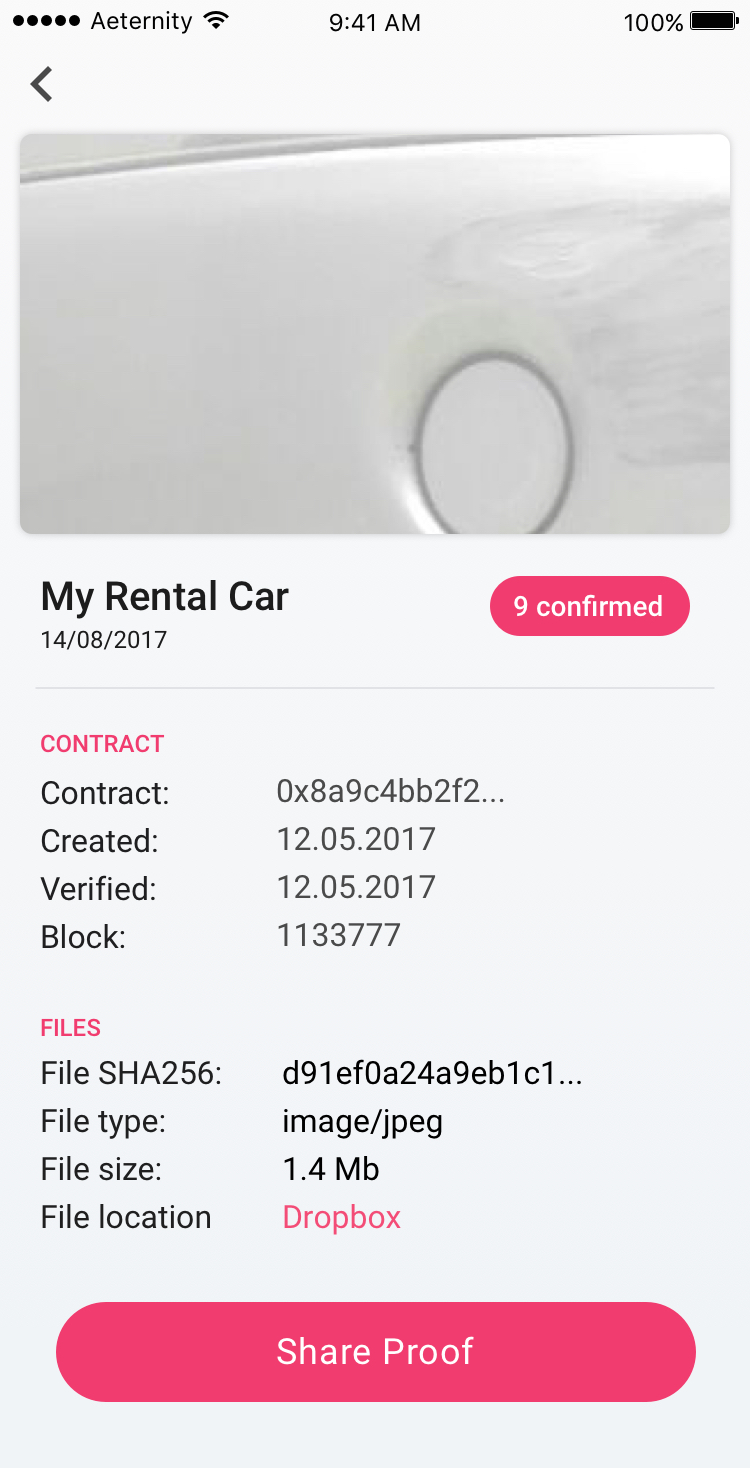 Aeternity 9:41 AM 100%
My Rental Car
9 confirmed
14/08/2017
CONTRACT
Contract: 0x8a9c4bb2f2...
Created: 12.05.2017
Verified: 12.05.2017
Block: 1133777
FILES
File SHA256: d91ef0a24a9eb1c1...
File type: image/jpeg
File size: 1.4 Mb
File location Dropbox
Share Proof